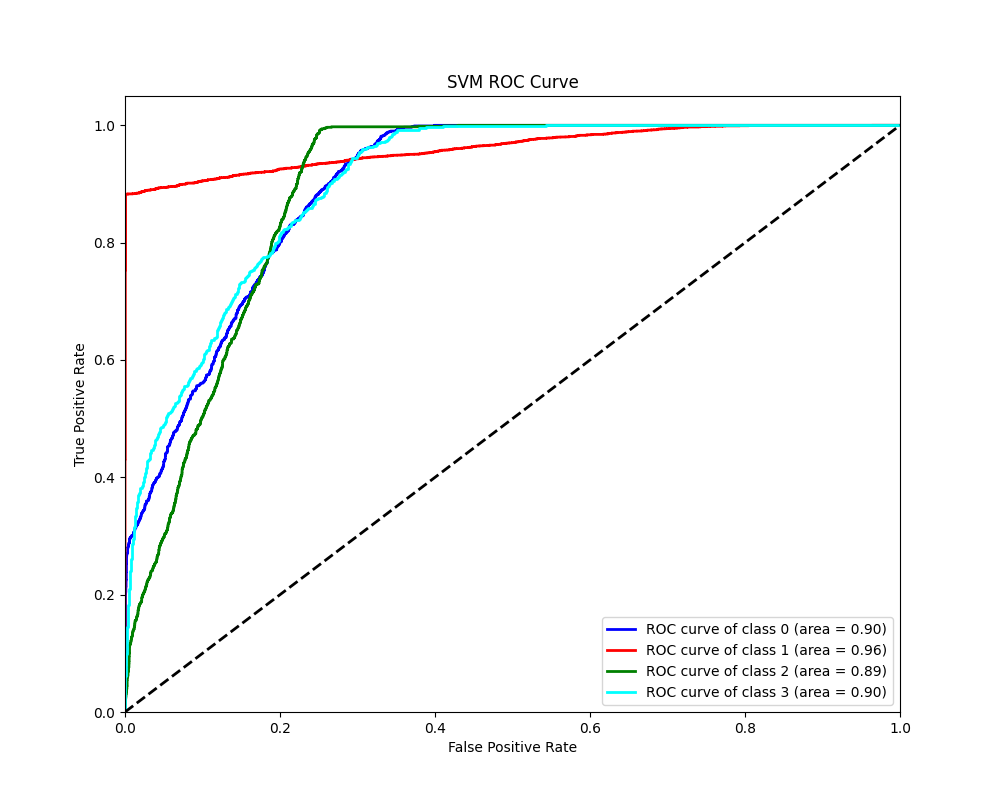 SVM ROC Curve
True Positive Rate
1.0
0.8
0.6
0.4
0.2
0.0
ROC curve of class 0 (area = 0.90)
ROC curve of class 1 (area = 0.96)
ROC curve of class 2 (area = 0.89)
ROC curve of class 3 (area = 0.90)
0.0 0.2 0.4 0.6 0.8 1.0
False Positive Rate